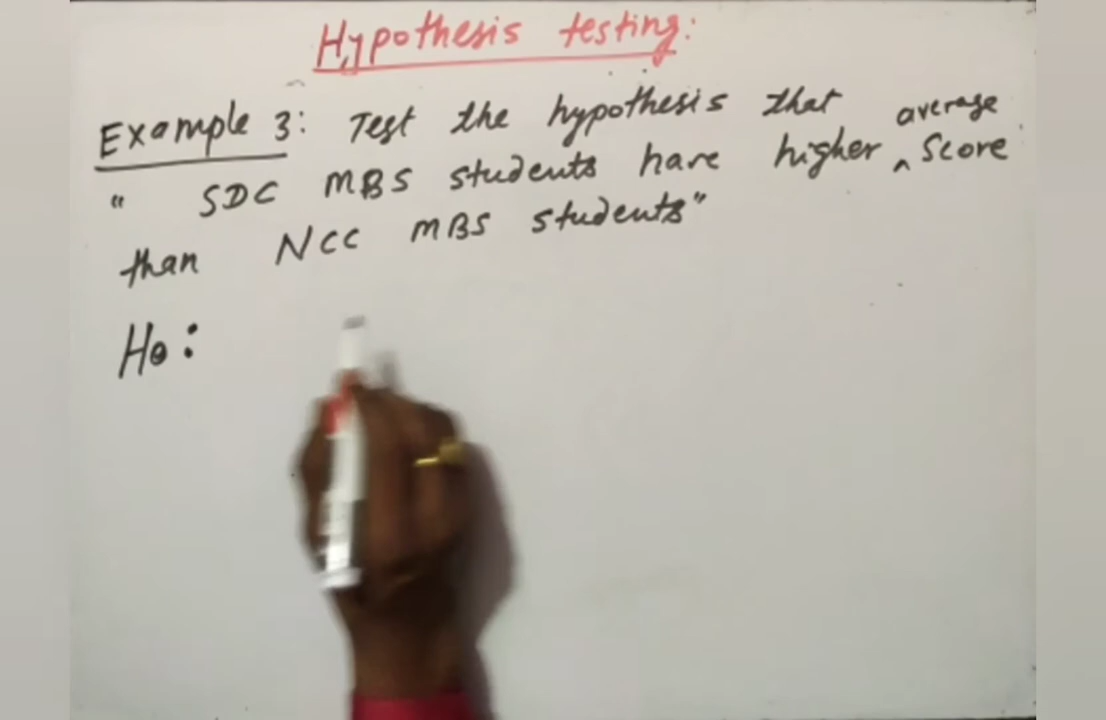 Hypothesis testing:
Example 3: Test the hypothesis that average
" SDC MBS students have higher ^ Score
than NCC MBS students"
Ho: